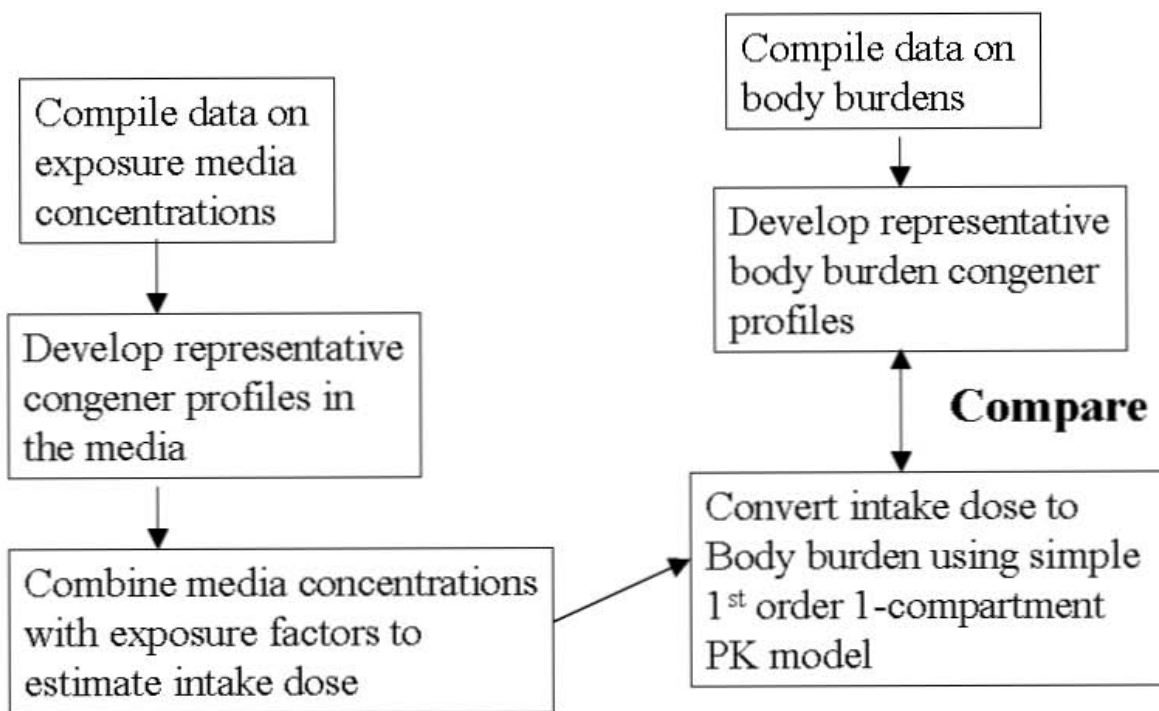 Compile data on
exposure media
concentrations
Develop representative
congener profiles in
the media
Combine media concentrations
with exposure factors to
estimate intake dose
Compile data on
body burdens
Develop representative
body burden congener
profiles
Compare
Convert intake dose to
Body burden using simple
1st order 1-compartment
PK model